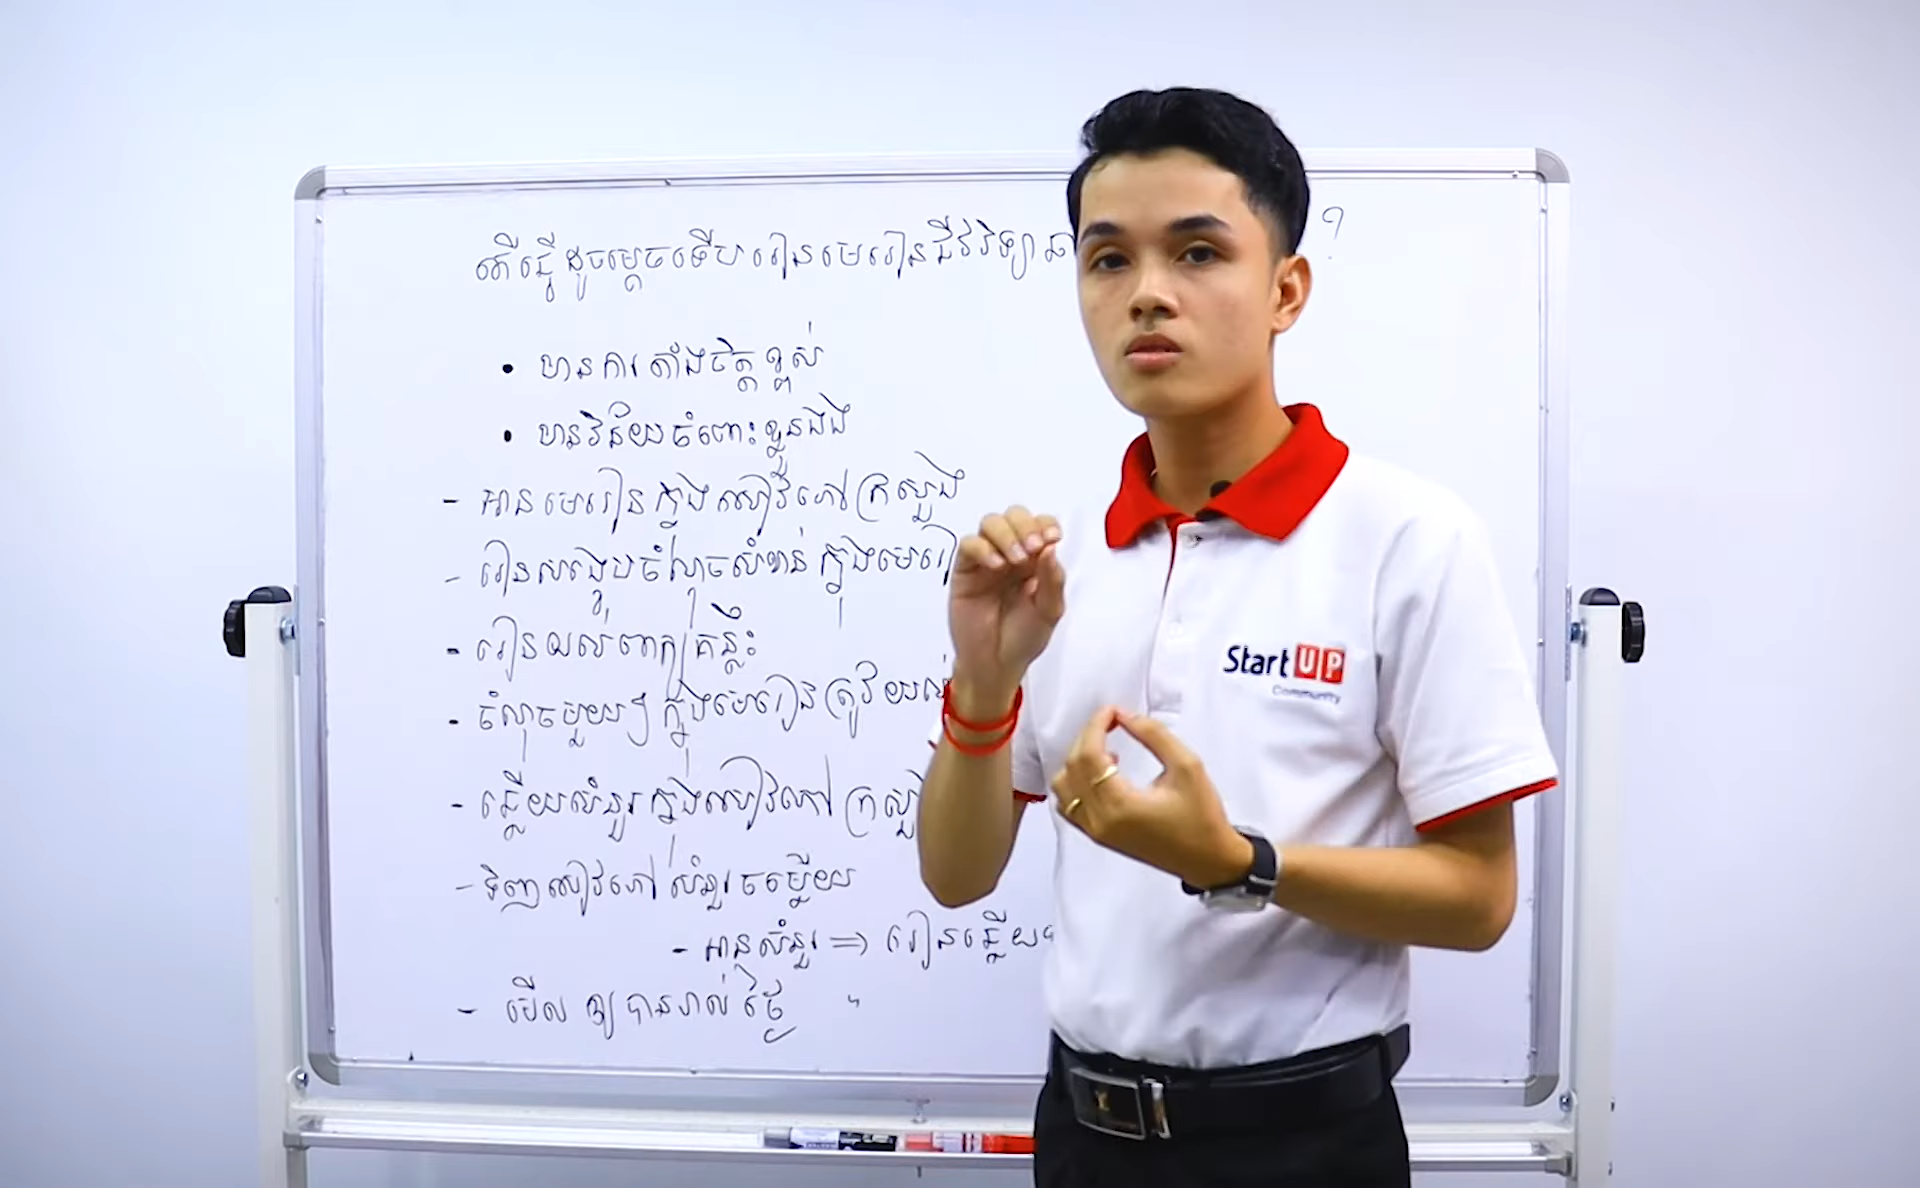 តើធ្វើដូចម្ដេចទើបរៀនមេរៀនជីវវិទ្យា ?
• មានការតាំងចិត្តខ្ពស់
• មានវិន័យចំពោះខ្លួនឯង
- អានមេរៀនក្នុងសៀវភៅក្រសួង
- រៀនសង្ខេបចំណុចសំខាន់ ក្នុងមេរៀ
- រៀនយល់ពាក្យគន្លឹះ
- ចំណុចមួយៗ ក្នុងមេរៀនត្រូវយល់
- ឆ្លើយសំនួរក្នុងសៀវភៅក្រសួ
- ទិញសៀវភៅ សំនួរចម្លើយ
- អានសំនួរ => រៀនឆ្លើយ
- មើលឲ្យបានរាល់ថ្ងៃ
StartUP
Community